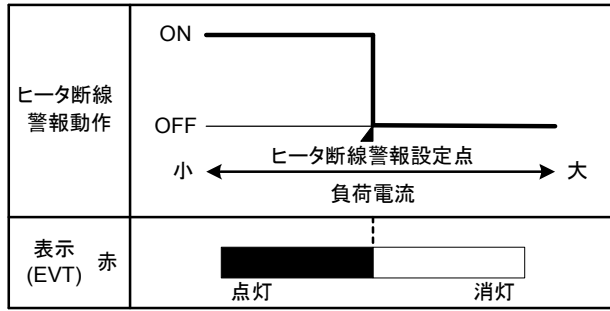 ヒータ断線
警報動作
ON
OFF
ヒータ断線警報設定点
小
大
負荷電流
表示
(EVT)
赤
点灯
消灯